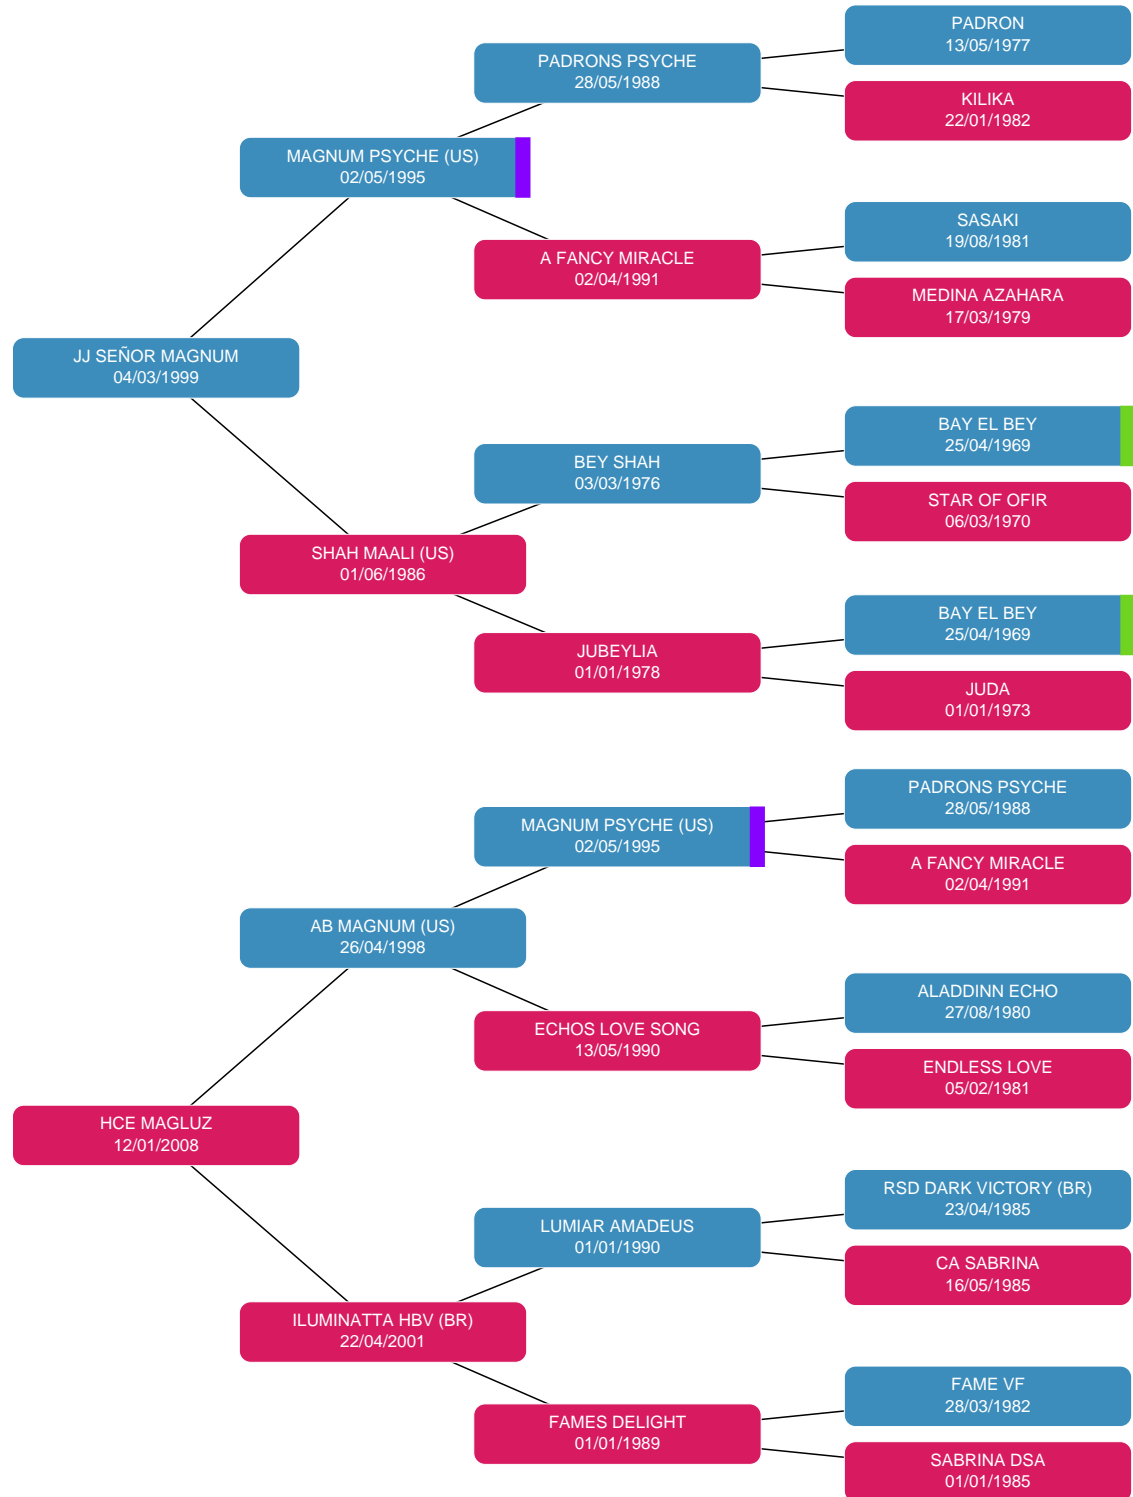 PADRON
13/05/1977
PADRONS PSYCHE
28/05/1988
KILIKA
22/01/1982
MAGNUM PSYCHE (US)
02/05/1995
SASAKI
19/08/1981
A FANCY MIRACLE
02/04/1991
MEDINA AZAHARA
17/03/1979
JJ SEÑOR MAGNUM
04/03/1999
BAY EL BEY
25/04/1969
BEY SHAH
03/03/1976
STAR OF OFIR
06/03/1970
SHAH MAALI (US)
01/06/1986
BAY EL BEY
25/04/1969
JUBEYLIA
01/01/1978
JUDA
01/01/1973
PADRONS PSYCHE
28/05/1988
MAGNUM PSYCHE (US)
02/05/1995
A FANCY MIRACLE
02/04/1991
AB MAGNUM (US)
26/04/1998
ALADDINN ECHO
27/08/1980
ECHOS LOVE SONG
13/05/1990
ENDLESS LOVE
05/02/1981
HCE MAGLUZ
12/01/2008
RSD DARK VICTORY (BR)
23/04/1985
LUMIAR AMADEUS
01/01/1990
CA SABRINA
16/05/1985
ILUMINATTA HBV (BR)
22/04/2001
FAME VF
28/03/1982
FAMES DELIGHT
01/01/1989
SABRINA DSA
01/01/1985